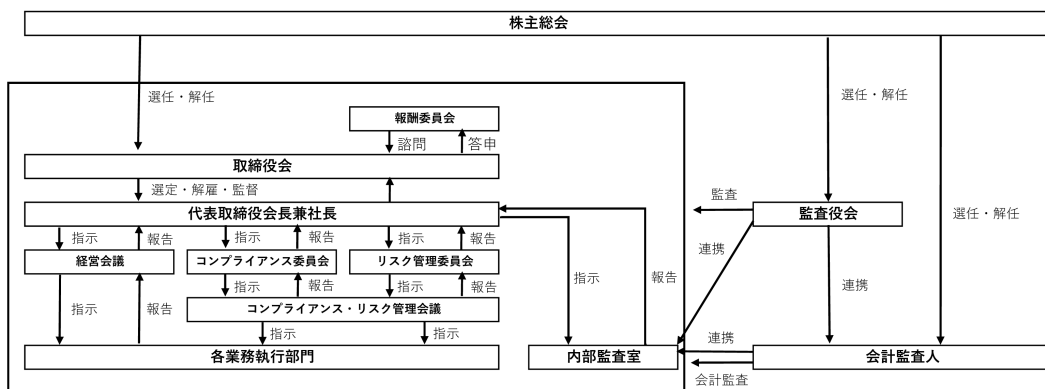 株主総会
選任・解任
選任・解任
報酬委員会
諮問
答申
取締役会
選定・解雇・監督
監査
代表取締役会長兼社長
監査役会
選任・解任
指示
報告
指示
報告
指示
報告
連携
経営会議
コンプライアンス委員会
リスク管理委員会
指示
報告
指示
報告
指示
報告
連携
コンプライアンス・リスク管理会議
指示
報告
指示
指示
連携
各業務執行部門
内部監査室
会計監査人
会計監査